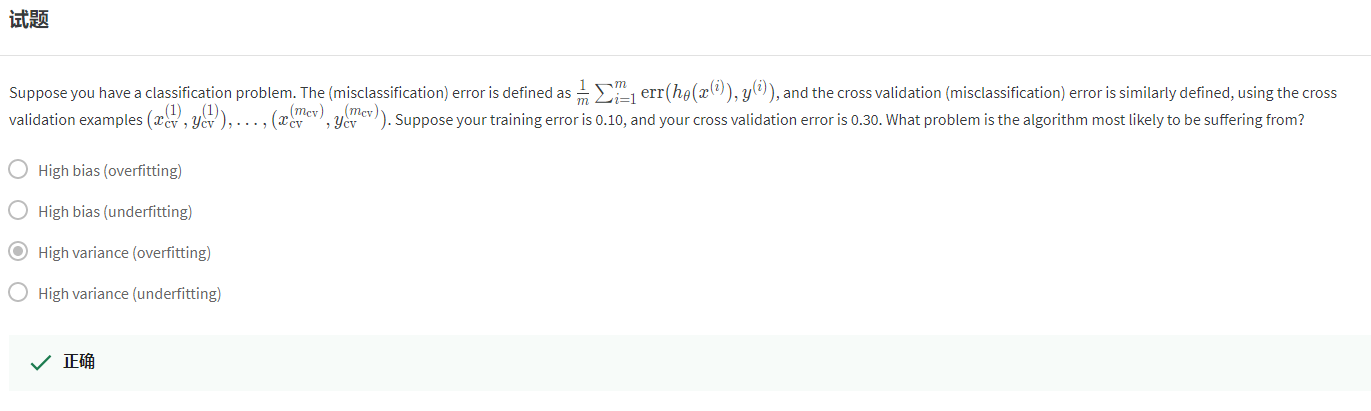 试题
Suppose you have a classification problem. The (misclassification) error is defined as $\frac{1}{m}\sum_{i=1}^{m}\mathrm{err}(h_\theta(x^{(i)}), y^{(i)})$, and the cross validation (misclassification) error is similarly defined, using the cross
validation examples $(x_{\mathrm{cv}}^{(1)}, y_{\mathrm{cv}}^{(1)}), \ldots, (x_{\mathrm{cv}}^{(m_{\mathrm{cv}})}, y_{\mathrm{cv}}^{(m_{\mathrm{cv}})})$. Suppose your training error is 0.10, and your cross validation error is 0.30. What problem is the algorithm most likely to be suffering from?
High bias (overfitting)
High bias (underfitting)
High variance (overfitting)
High variance (underfitting)
正确